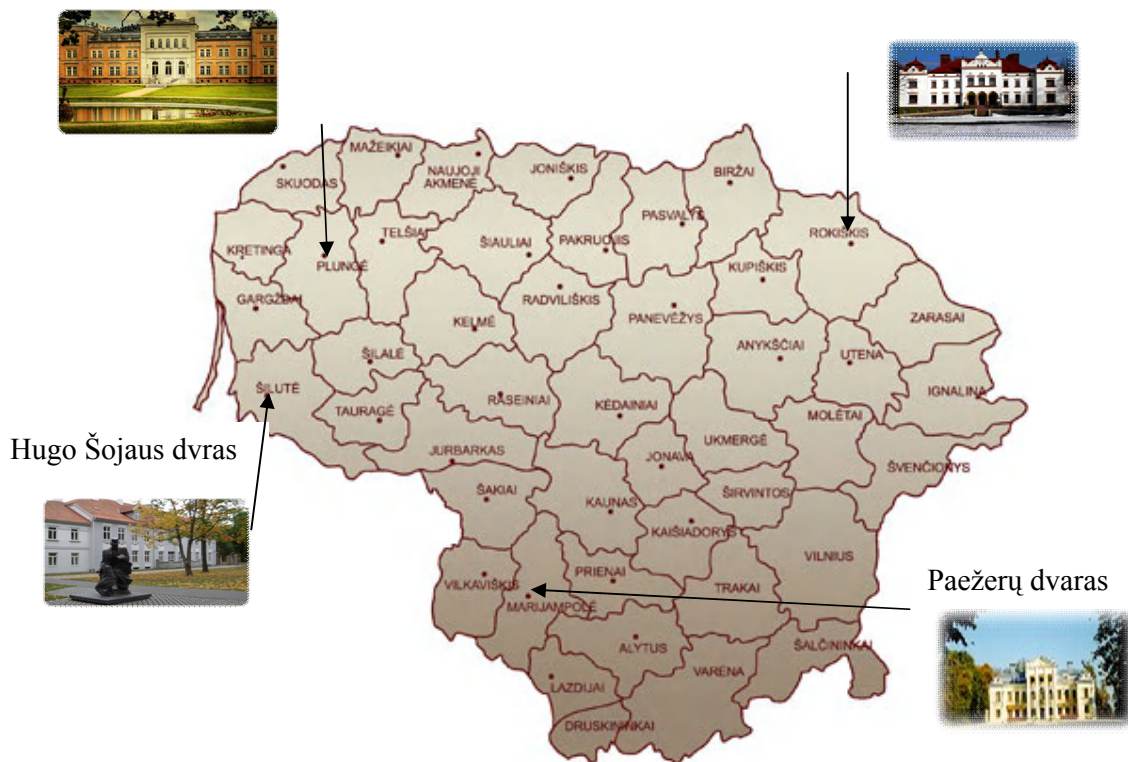 MAŽEIKIAI
NAUJOJI
AKMENĖ
JONIŠKIS
SKUODAS
BIRŽAI
PASVALYS
KRETINGA
TELŠIAI
ŠIAULIAI
PAKRUOJIS
ROKIŠKIS
PLUNGĖ
KUPIŠKIS
GARGŽDAI
RADVILIŠKIS
PANEVĖŽYS
ZARASAI
KELMĖ
ANYKŠČIAI
UTENA
ŠILALĖ
ŠILUTĖ
IGNALINA
RASEINIAI
KĖDAINIAI
TAURAGĖ
MOLĖTAI
UKMERGĖ
Hugo Šojaus dvras
JURBARKAS
JONAVA
ŠVENČIONYS
ŠAKIAI
KAUNAS
ŠIRVINTOS
KAIŠIADORYS
VILNIUS
PRIENAI
VILKAVIŠKIS
TRAKAI
Paežerų dvaras
MARIJAMPOLĖ
ALYTUS
ŠALČININKAI
VARĖNA
LAZDIJAI
DRUSKININKAI